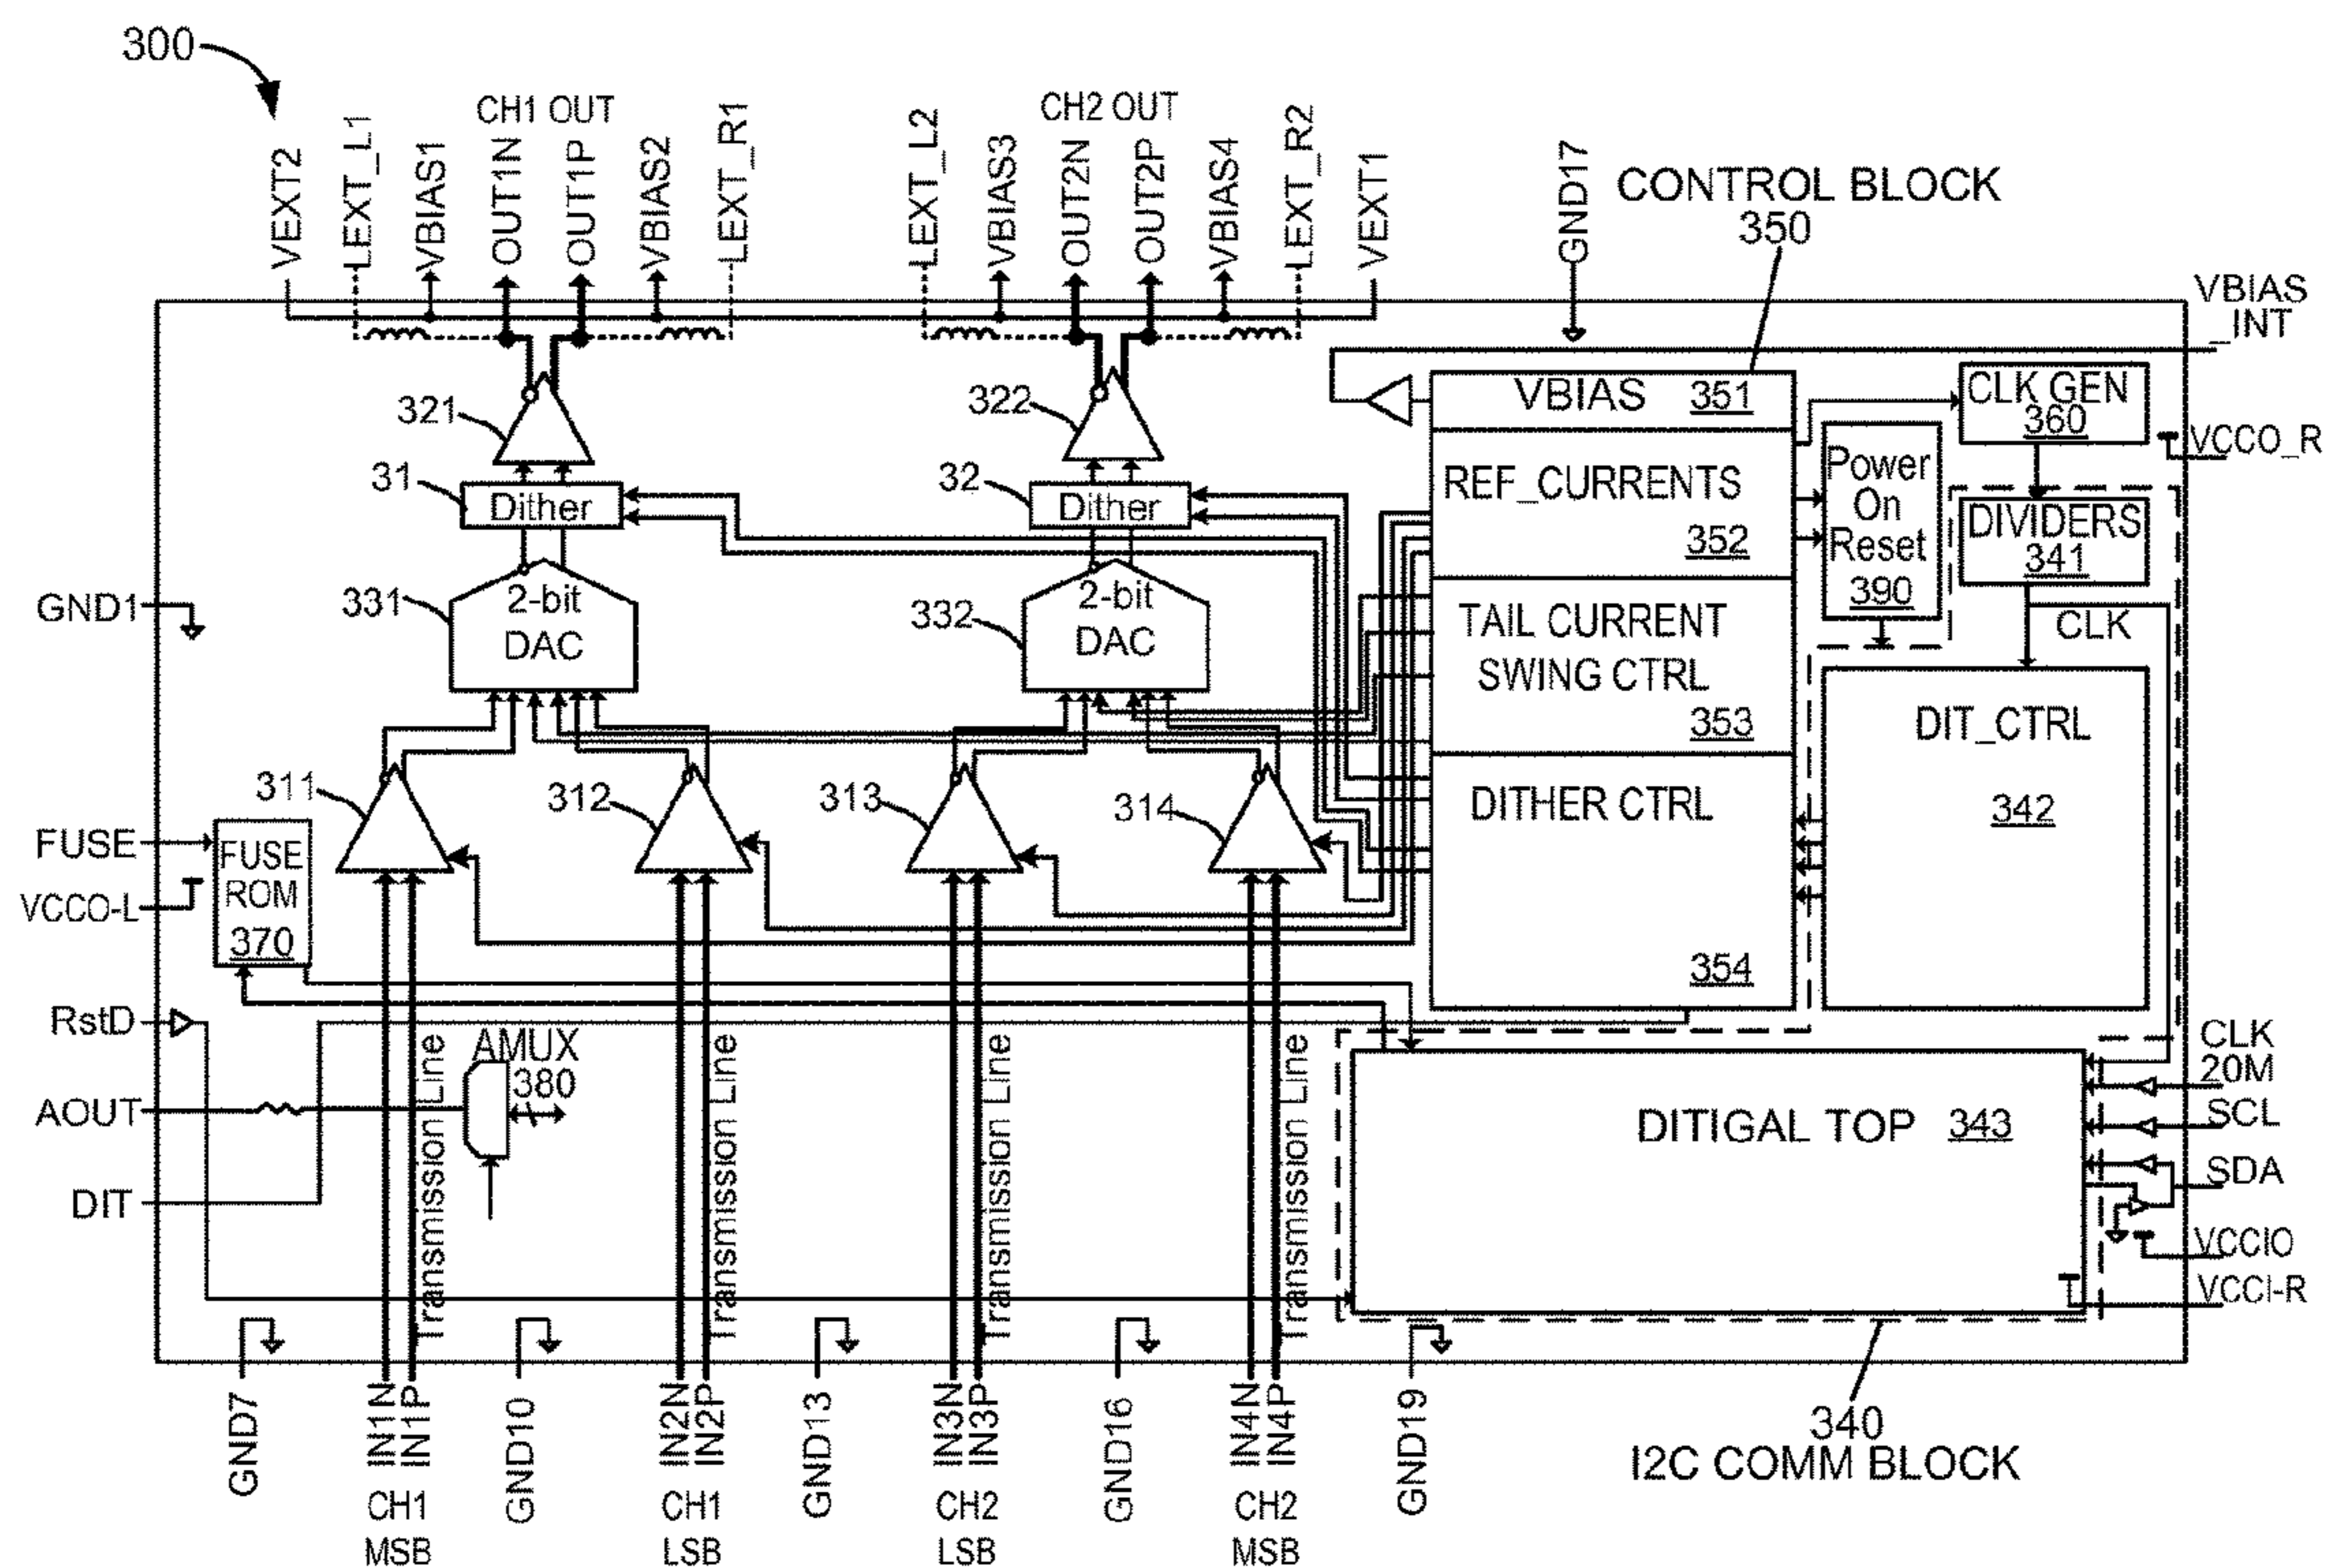 300
VEXT2
LEXT_L1
VBIAS1
CH1 OUT
OUT1N
OUT1P
VBIAS2
LEXT_R1
LEXT_L2
VBIAS3
CH2 OUT
OUT2N
OUT2P
VBIAS4
LEXT_R2
VEXT1
GND17
CONTROL BLOCK
350
VBIAS
_INT
321
322
VBIAS 351
CLK GEN
360
VCCO_R
31
Dither
32
Dither
REF_CURRENTS
352
Power
On
Reset
390
DIVIDERS
341
CLK
GND1
331
2-bit
DAC
332
2-bit
DAC
TAIL CURRENT
SWING CTRL
353
DIT_CTRL
342
311
312
313
314
DITHER CTRL
354
FUSE
VCCO-L
FUSE
ROM
370
RstD
AOUT
DIT
AMUX
380
Transmission Line
Transmission Line
Transmission Line
Transmission Line
DITIGAL TOP 343
CLK
20M
SCL
SDA
VCCIO
VCCI-R
GND7
IN1N
IN1P
CH1
MSB
GND10
IN2N
IN2P
CH1
LSB
GND13
IN3N
IN3P
CH2
LSB
GND16
IN4N
IN4P
CH2
MSB
GND19
340
I2C COMM BLOCK